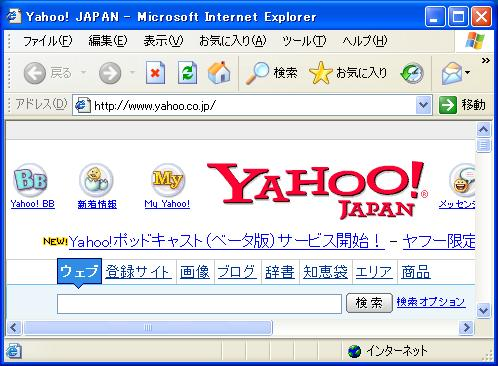 Yahoo! JAPAN - Microsoft Internet Explorer
ファイル(F) 編集(E) 表示(V) お気に入り(A) ツール(T) ヘルプ(H)
戻る 検索 お気に入り
アドレス(D) http://www.yahoo.co.jp/ 移動
BB My YAHOO! JAPAN
Yahoo! BB 新着情報 My Yahoo! メッセンジ
NEW! Yahoo!ポッドキャスト(ベータ版)サービス開始! - ヤフー限定
ウェブ 登録サイト 画像 ブログ 辞書 知恵袋 エリア 商品
検索 検索オプション
インターネット